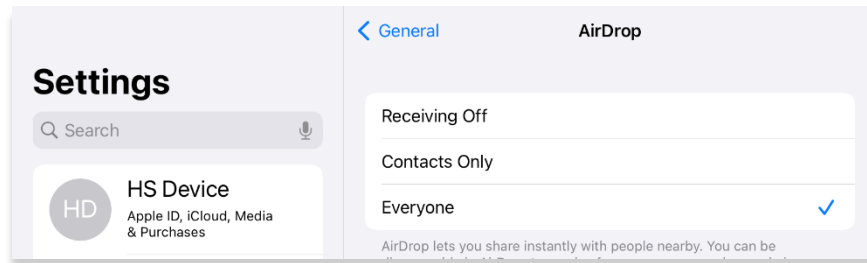 General
AirDrop
Settings
Search
Receiving Off
Contacts Only
Everyone
HD
HS Device
Apple ID, iCloud, Media
& Purchases
AirDrop lets you share instantly with people nearby. You can be